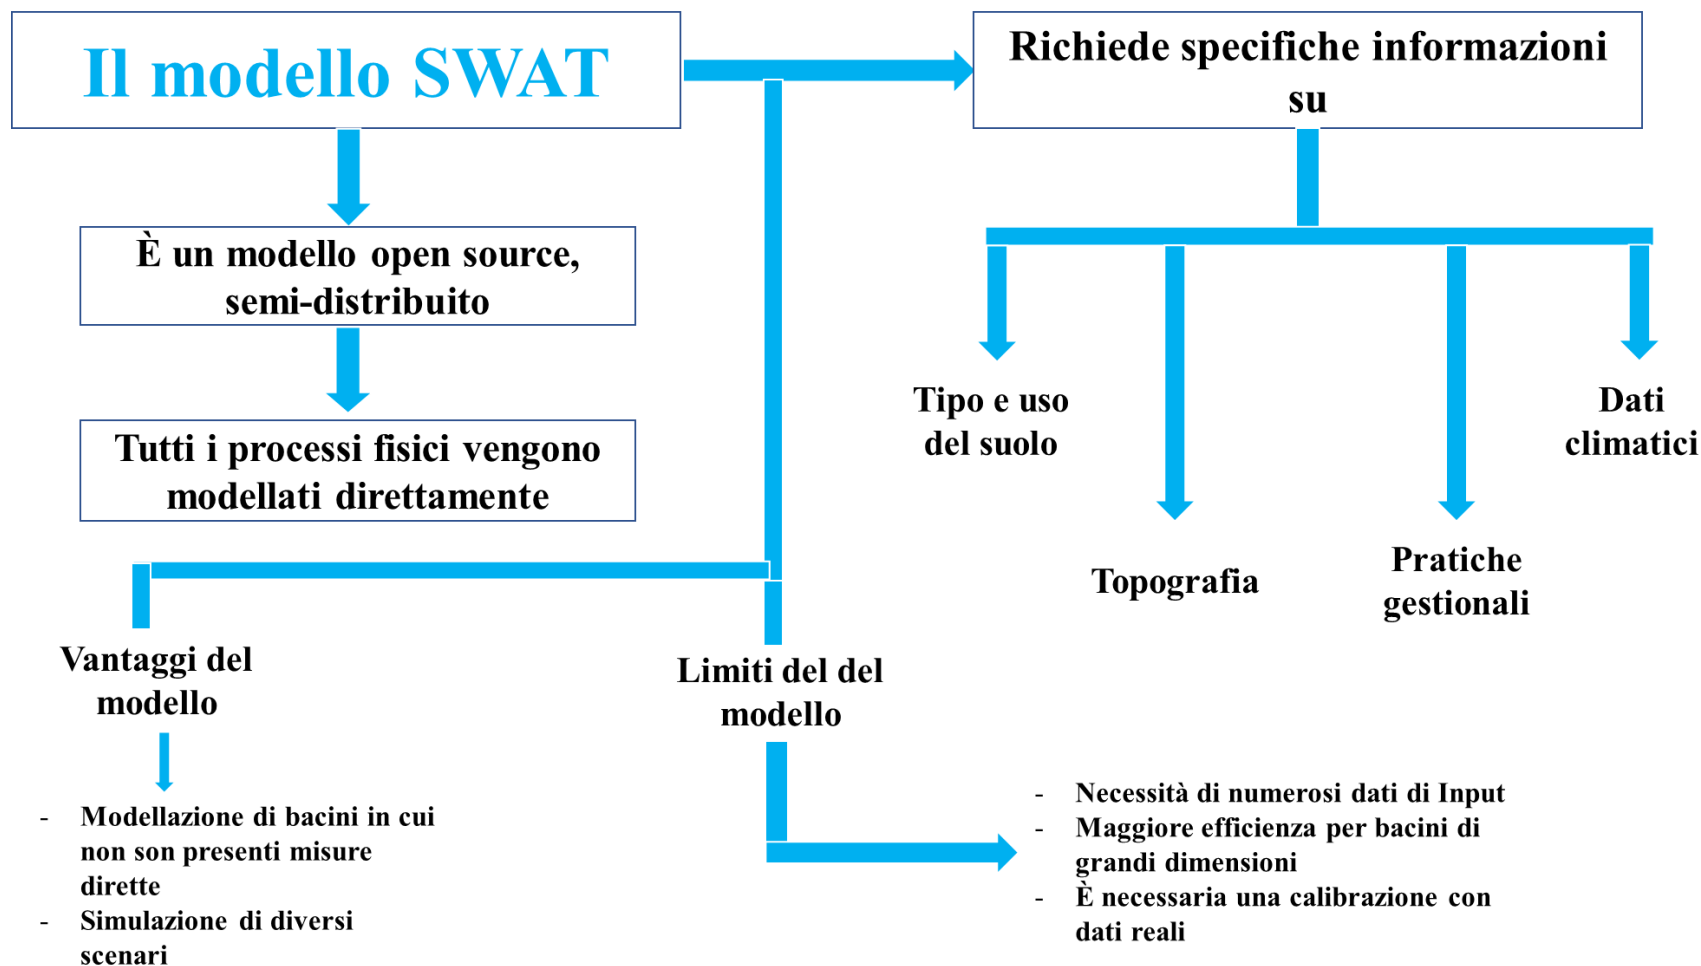 Il modello SWAT
Richiede specifiche informazioni
su
È un modello open source,
semi-distribuito
Tutti i processi fisici vengono
modellati direttamente
Tipo e uso
del suolo
Topografia
Pratiche
gestionali
Dati
climatici
Vantaggi del
modello
- Modellazione di bacini in cui
non son presenti misure
dirette
- Simulazione di diversi
scenari
Limiti del del
modello
- Necessità di numerosi dati di Input
- Maggiore efficienza per bacini di
grandi dimensioni
- È necessaria una calibrazione con
dati reali